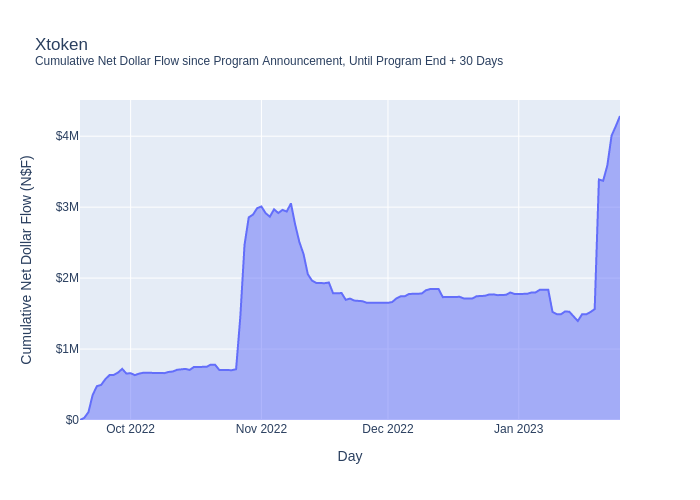 Xtoken
Cumulative Net Dollar Flow since Program Announcement, Until Program End + 30 Days
Cumulative Net Dollar Flow (N$F)
$4M
$3M
$2M
$1M
$0
Oct 2022
Nov 2022
Dec 2022
Jan 2023
Day